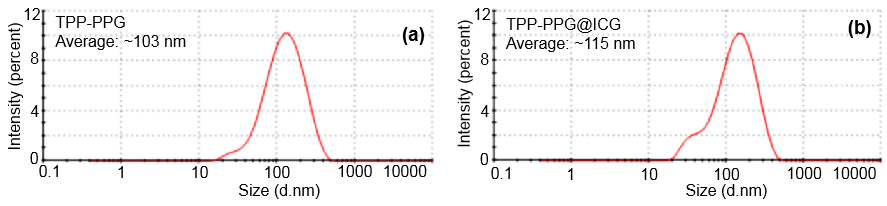 TPP-PPG
Average: ~103 nm
(a)
Intensity (percent)
12
8
4
0
0.1 1 10 100 1000 10000
Size (d.nm)
TPP-PPG@ICG
Average: ~115 nm
(b)
Intensity (percent)
12
8
4
0
0.1 1 10 100 1000 10000
Size (d.nm)